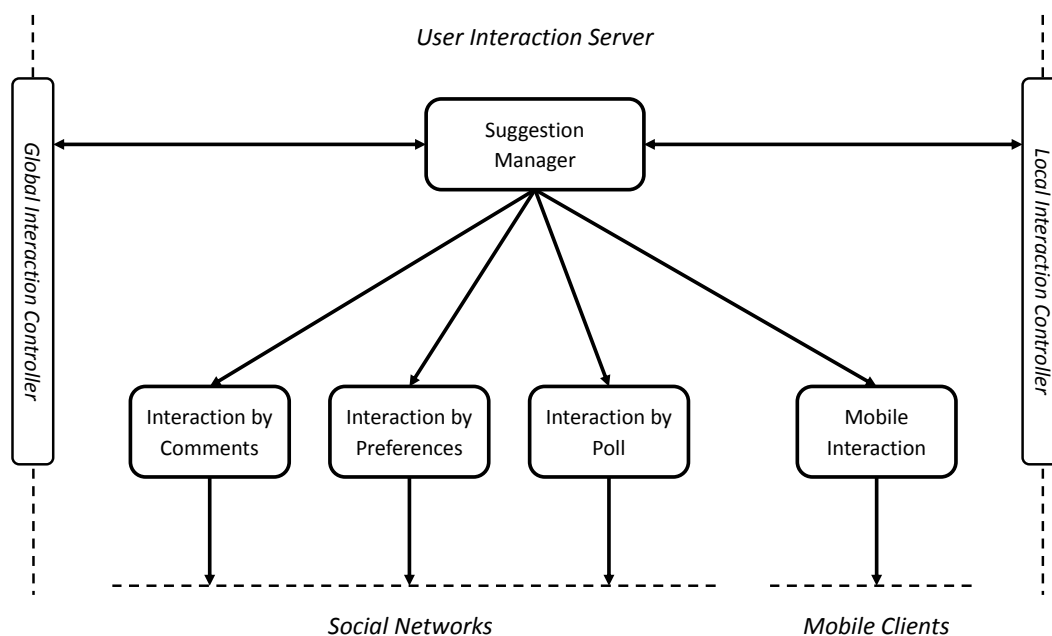 User Interaction Server
Global Interaction Controller
Suggestion
Manager
Local Interaction Controller
Interaction by
Comments
Interaction by
Preferences
Interaction by
Poll
Mobile
Interaction
Social Networks
Mobile Clients